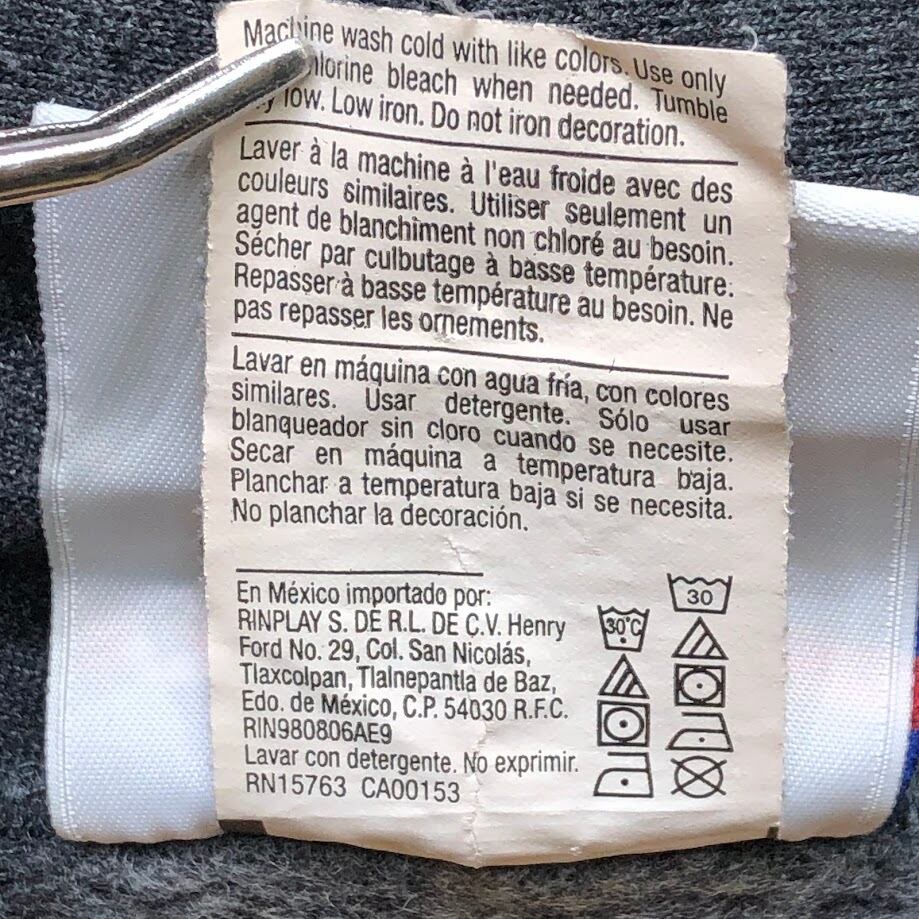 Machine wash cold with like colors. Use only
bleach when needed. Tumble
low. Low iron. Do not iron decoration.
Laver à la machine à l'eau froide avec des
couleurs similaires. Utiliser seulement un
agent de blanchiment non chloré au besoin.
Sécher par culbutage à basse température.
Repasser à basse température au besoin. Ne
pas repasser les ornements.
Lavar en máquina con agua fría, con colores
similares. Usar detergente. Sólo usar
blanqueador sin cloro cuando se necesite.
Secar en máquina a temperatura baja.
Planchar a temperatura baja si se necesita.
No planchar la decoración.
En México importado por:
RINPLAY S. DE R.L. DE C.V. Henry
Ford No. 29, Col. San Nicolás,
Tlaxcolpan, Tlalnepantla de Baz,
Edo. de México, C.P. 54030 R.F.C.
RIN980806AE9
Lavar con detergente. No exprimir.
RN15763 CA00153
30°C
30